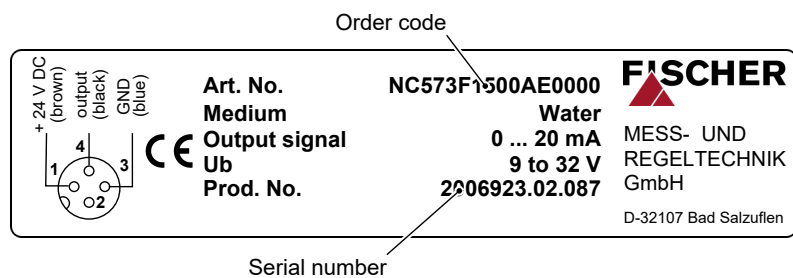 Order code
+ 24 V DC
(brown)
output
(black)
GND
(blue)
4
1
3
2
CE
Art. No. NC573F1500AE0000
Medium Water
Output signal 0 ... 20 mA
Ub 9 to 32 V
Prod. No. 2006923.02.087
FISCHER
MESS- UND
REGELTECHNIK
GmbH
D-32107 Bad Salzuflen
Serial number